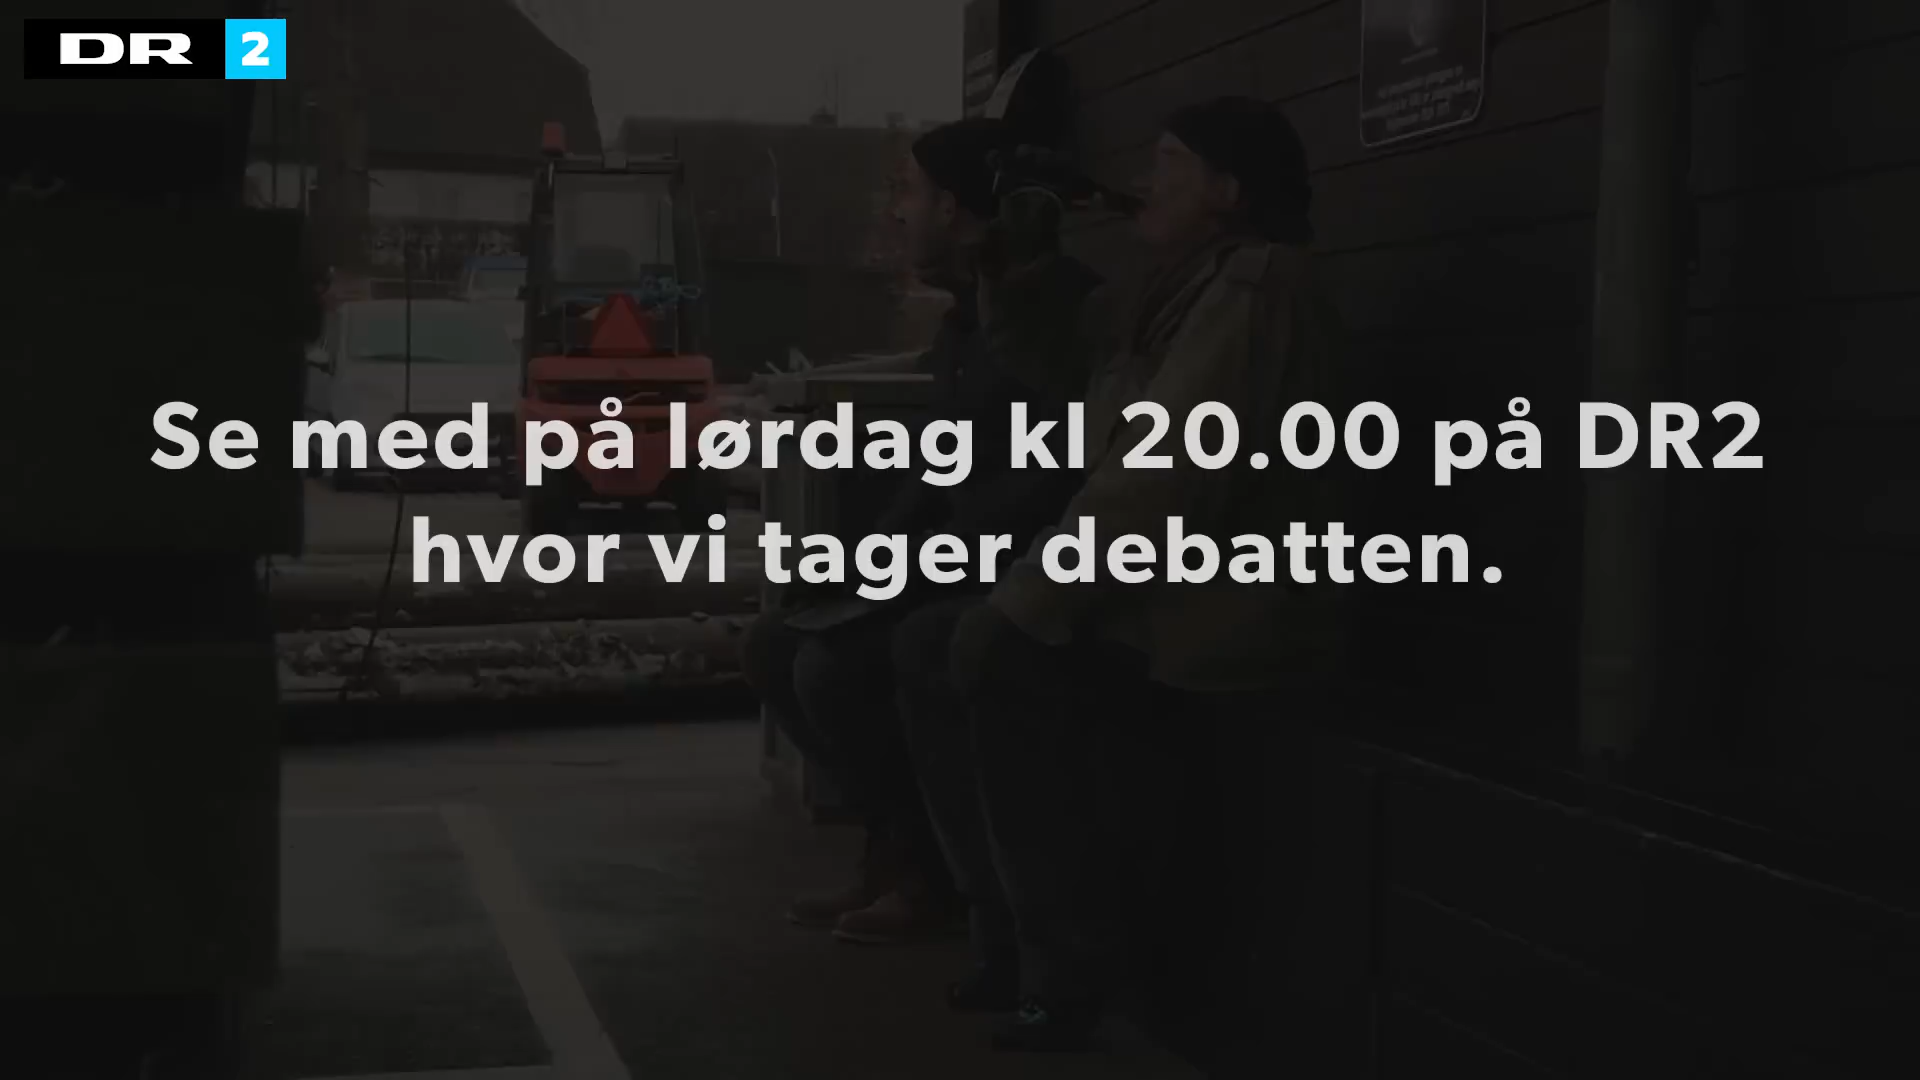 DR 2
Se med på lørdag kl 20.00 på DR2
hvor vi tager debatten.